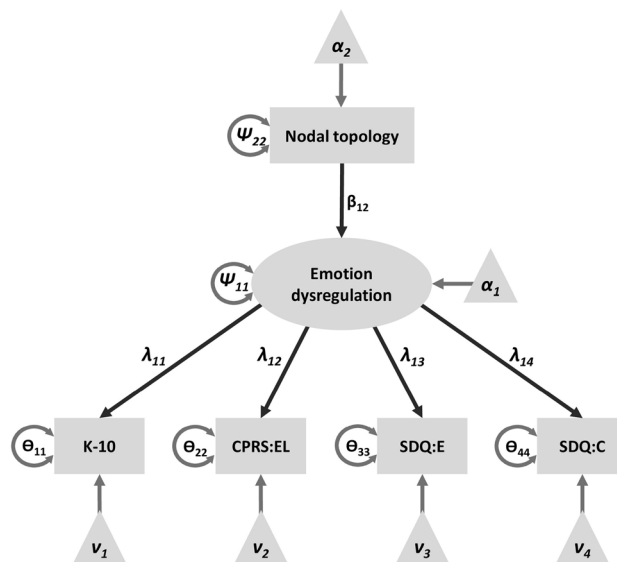 α2
Ψ22
Nodal topology
β12
Emotion
dysregulation
Ψ11
α1
λ11
λ12
λ13
λ14
Θ11
K-10
Θ22
CPRS:EL
Θ33
SDQ:E
Θ44
SDQ:C
ν1
ν2
ν3
ν4